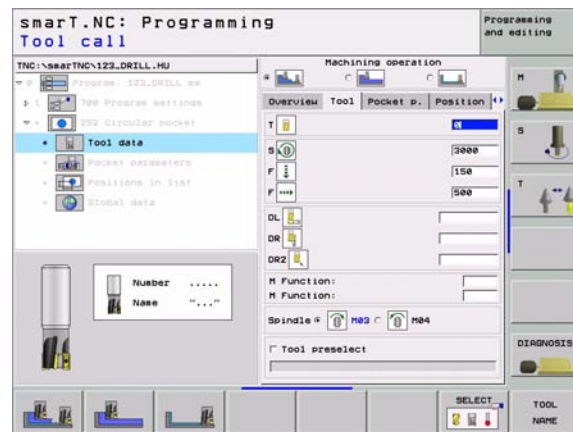 smarT.NC: Programming
Tool call
Programming and editing
TNC:\smarTNC\123_DRILL.HU
0 Program: 123_DRILL mm
1 700 Program settings
252 Circular pocket
Tool data
Pocket parameters
Positions in list
Global data
Number .....
Name "..."
Machining operation
Overview Tool Pocket p. Position
T
S 3000
F 150
F 500
DL
DR
DR2
M Function:
M Function:
Spindle M03 M04
Tool preselect
M
S
T
DIAGNOSIS
SELECT
TOOL NAME